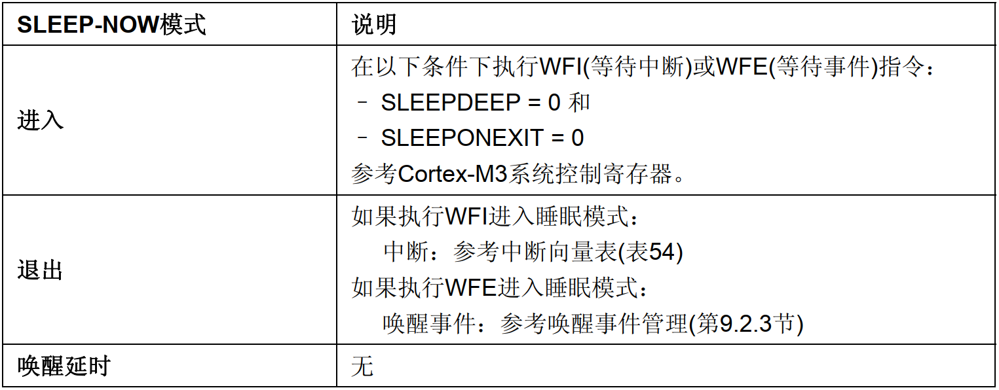 SLEEP-NOW模式
说明
进入
在以下条件下执行WFI(等待中断)或WFE(等待事件)指令：
– SLEEPDEEP = 0 和
– SLEEPONEXIT = 0
参考Cortex-M3系统控制寄存器。
退出
如果执行WFI进入睡眠模式：
中断：参考中断向量表(表54)
如果执行WFE进入睡眠模式：
唤醒事件：参考唤醒事件管理(第9.2.3节)
唤醒延时
无